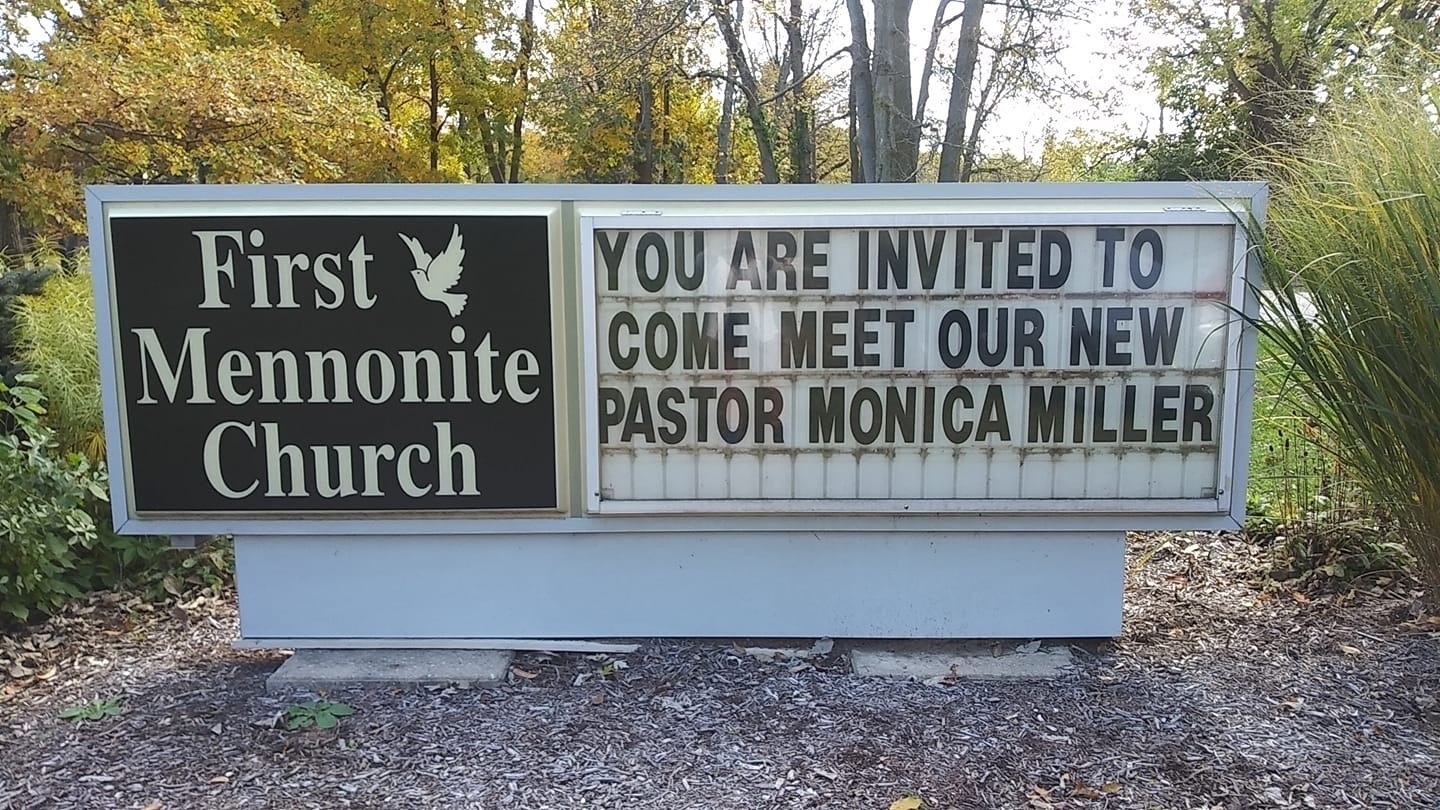 First
Mennonite
Church
YOU ARE INVITED TO
COME MEET OUR NEW
PASTOR MONICA MILLER